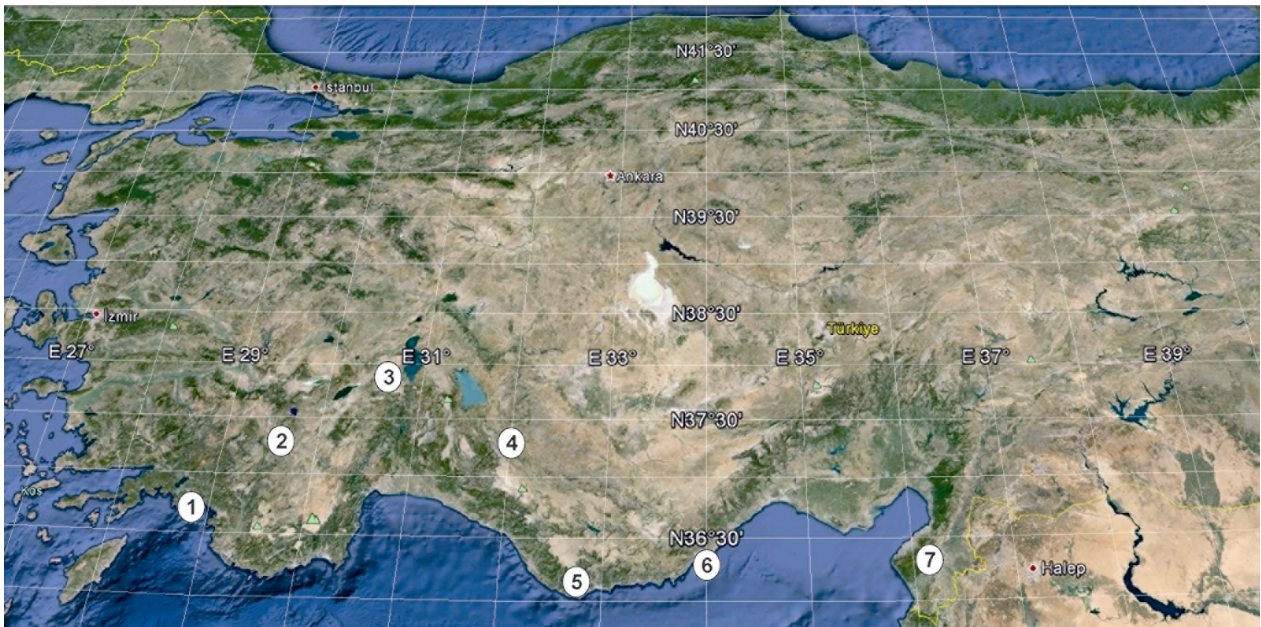 N41°30'
İstanbul
N40°30'
Ankara
N39°30'
İzmir
N38°30'
Türkiye
E 27°
E 29°
E 31°
E 33°
E 35°
E 37°
E 39°
3
N37°30'
2
4
Kos
1
N36°30'
5
6
7
Halep